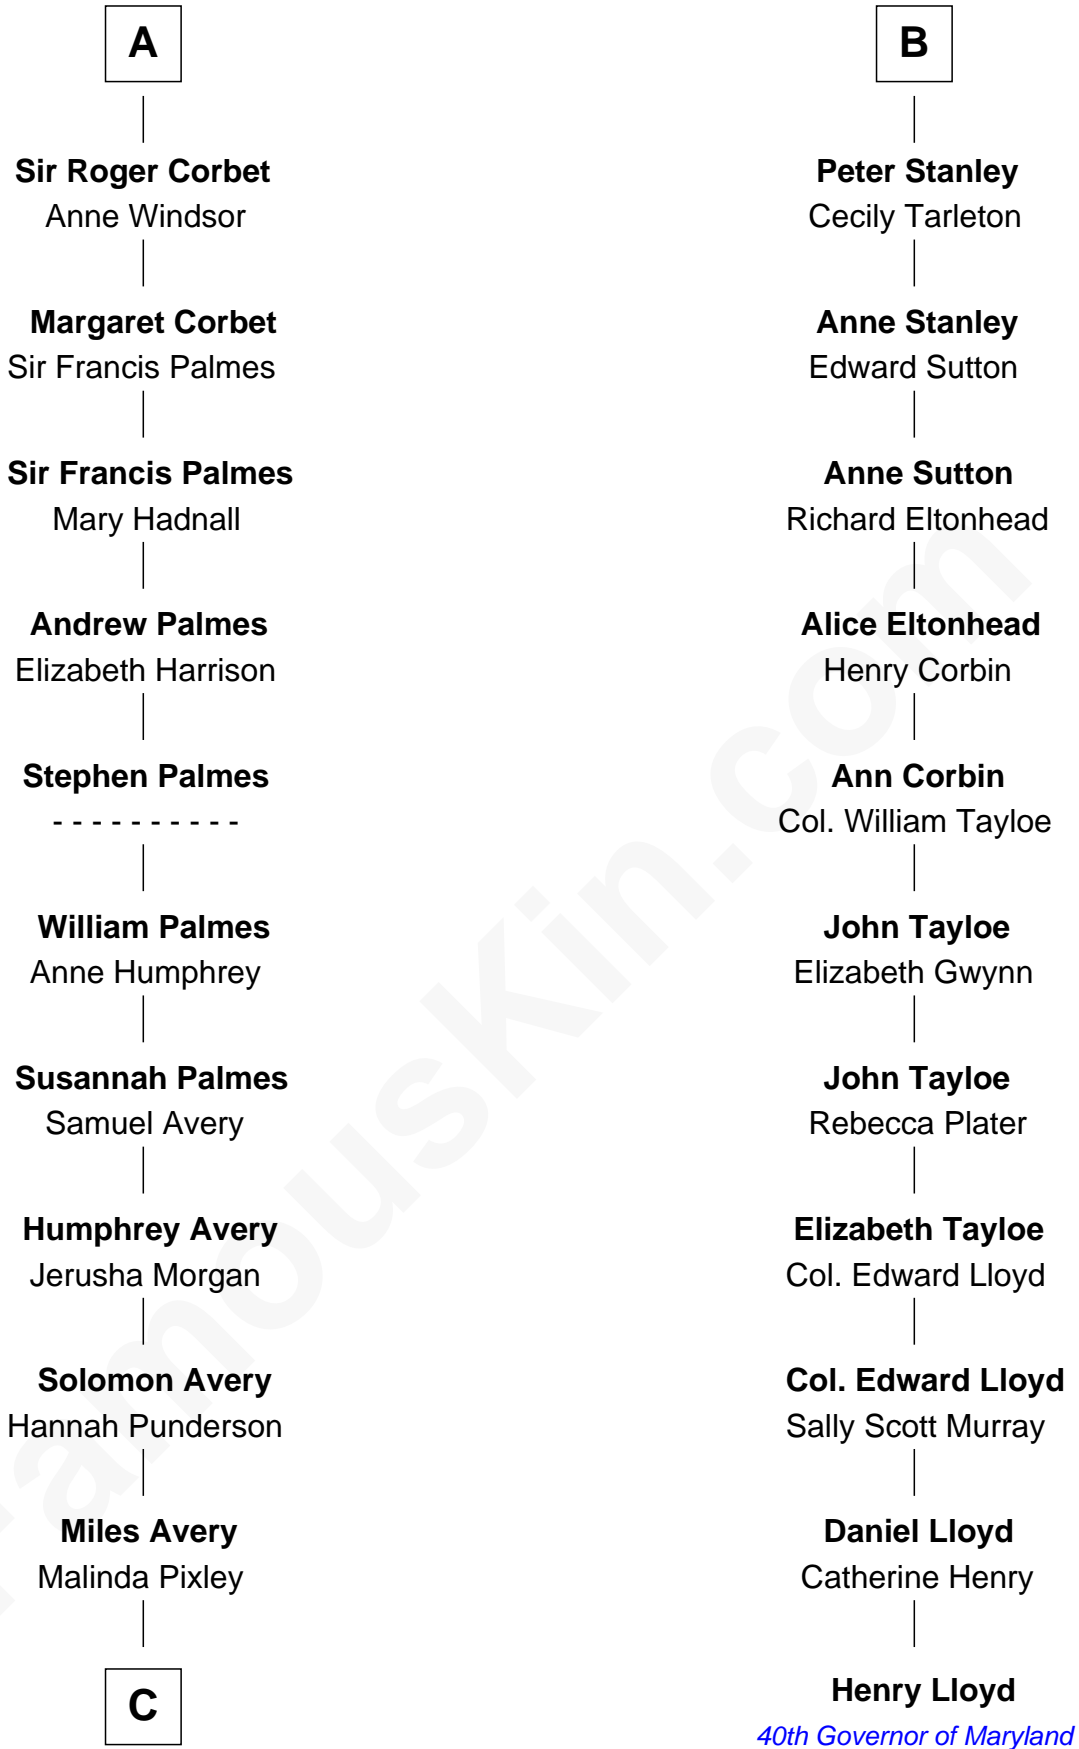 A
Sir Roger Corbet
Anne Windsor
Margaret Corbet
Sir Francis Palmes
Sir Francis Palmes
Mary Hadnall
Andrew Palmes
Elizabeth Harrison
Stephen Palmes
- - - - - - - - - -
William Palmes
Anne Humphrey
Susannah Palmes
Samuel Avery
Humphrey Avery
Jerusha Morgan
Solomon Avery
Hannah Punderson
Miles Avery
Malinda Pixley
C
B
Peter Stanley
Cecily Tarleton
Anne Stanley
Edward Sutton
Anne Sutton
Richard Eltonhead
Alice Eltonhead
Henry Corbin
Ann Corbin
Col. William Tayloe
John Tayloe
Elizabeth Gwynn
John Tayloe
Rebecca Plater
Elizabeth Tayloe
Col. Edward Lloyd
Col. Edward Lloyd
Sally Scott Murray
Daniel Lloyd
Catherine Henry
Henry Lloyd
40th Governor of Maryland
FamousKin.com